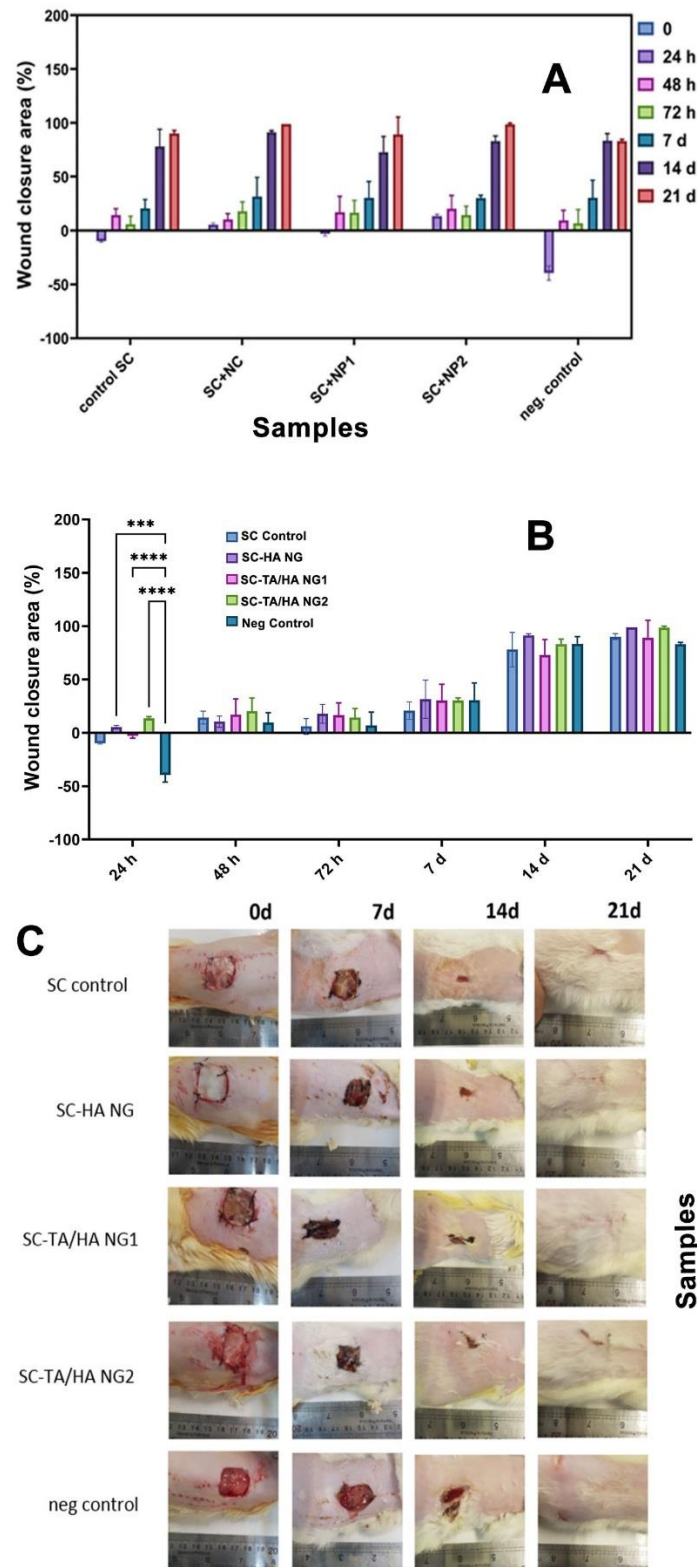 200
150
100
50
0
-50
-100
Wound closure area (%)
A
0
24 h
48 h
72 h
7 d
14 d
21 d
control SC
SC+NC
SC+NP1
SC+NP2
neg. control
Samples
200
150
100
50
0
-50
-100
Wound closure area (%)
B
***
****
****
SC Control
SC-HA NG
SC-TA/HA NG1
SC-TA/HA NG2
Neg Control
24 h
48 h
72 h
7 d
14 d
21 d
C
0d 7d 14d 21d
SC control
SC-HA NG
SC-TA/HA NG1
SC-TA/HA NG2
neg control
Samples